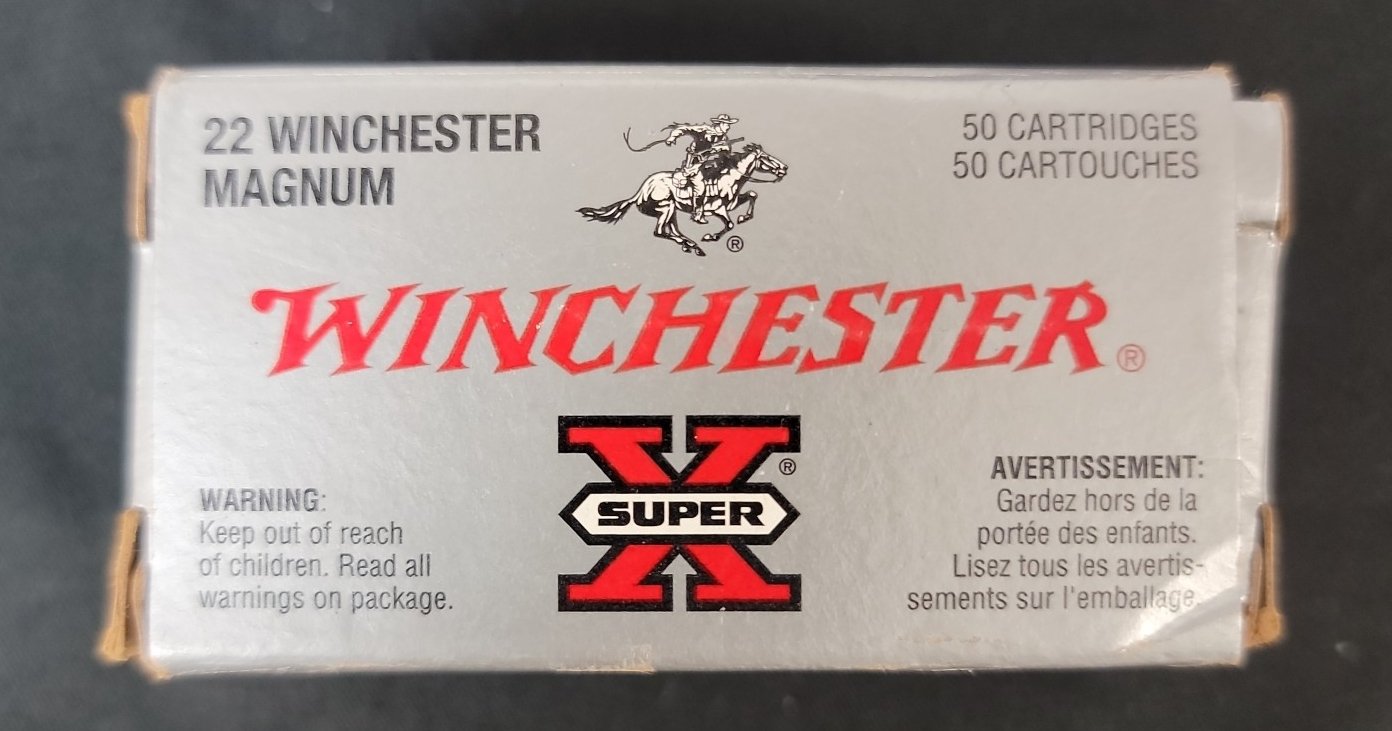 22 WINCHESTER
MAGNUM
50 CARTRIDGES
50 CARTOUCHES
®
WINCHESTER®
X®
SUPER
WARNING:
Keep out of reach
of children. Read all
warnings on package.
AVERTISSEMENT:
Gardez hors de la
portée des enfants.
Lisez tous les avertis-
sements sur l'emballage.